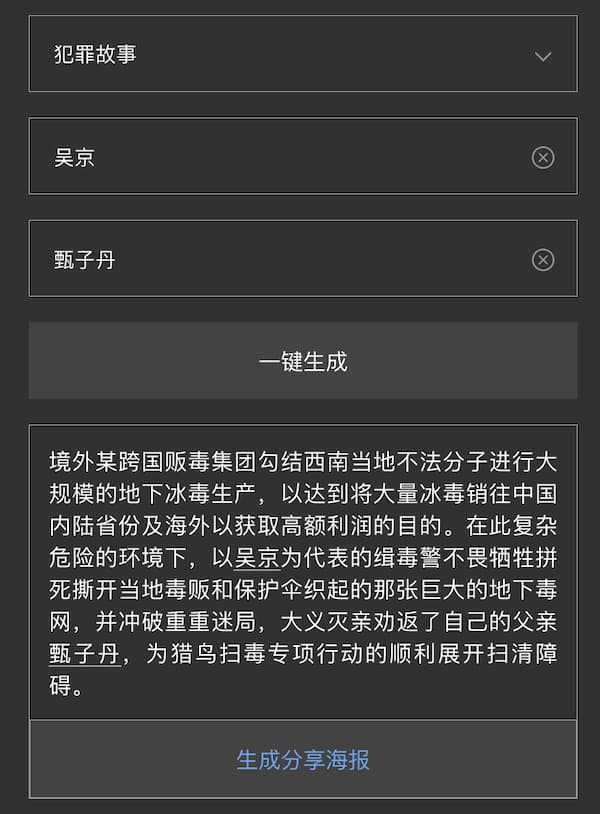 犯罪故事
吴京
甄子丹
一键生成
境外某跨国贩毒集团勾结西南当地不法分子进行大
规模的地下冰毒生产，以达到将大量冰毒销往中国
内陆省份及海外以获取高额利润的目的。在此复杂
危险的环境下，以吴京为代表的缉毒警不畏牺牲拼
死撕开当地毒贩和保护伞织起的那张巨大的地下毒
网，并冲破重重迷局，大义灭亲劝返了自己的父亲
甄子丹，为猎鸟扫毒专项行动的顺利展开扫清障
碍。
生成分享海报